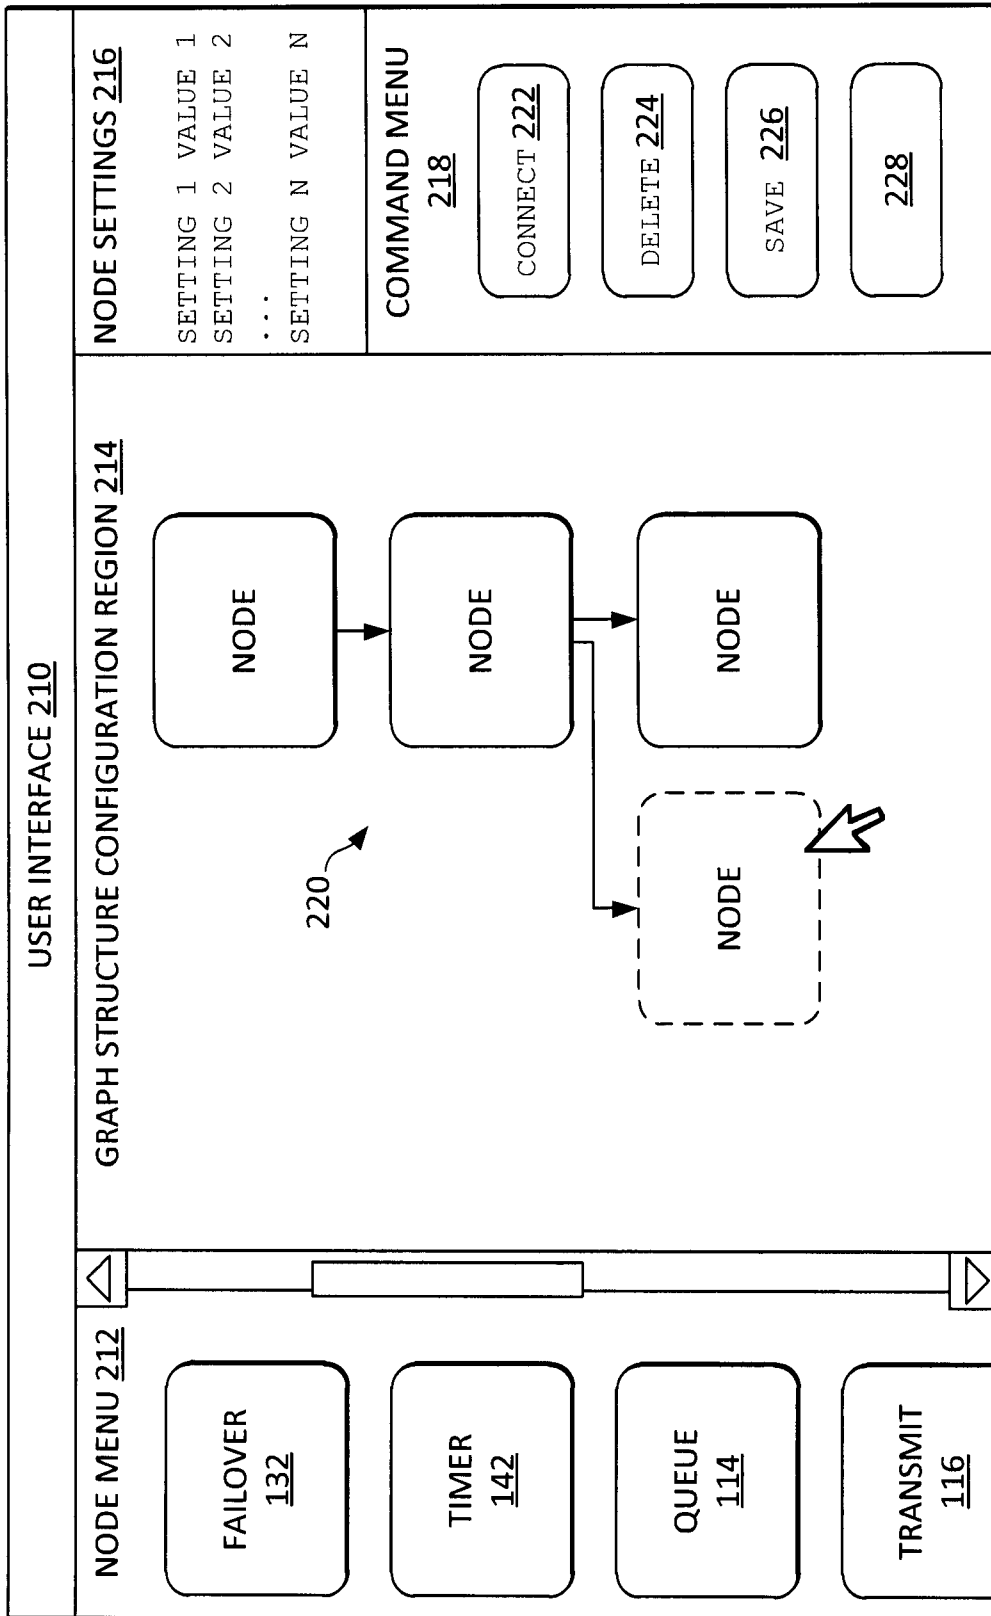 USER INTERFACE 210
NODE MENU 212
FAILOVER
132
TIMER
142
QUEUE
114
TRANSMIT
116
GRAPH STRUCTURE CONFIGURATION REGION 214
220
NODE
NODE
NODE
NODE
NODE SETTINGS 216
SETTING 1 VALUE 1
SETTING 2 VALUE 2
...
SETTING N VALUE N
COMMAND MENU
218
CONNECT 222
DELETE 224
SAVE 226
228